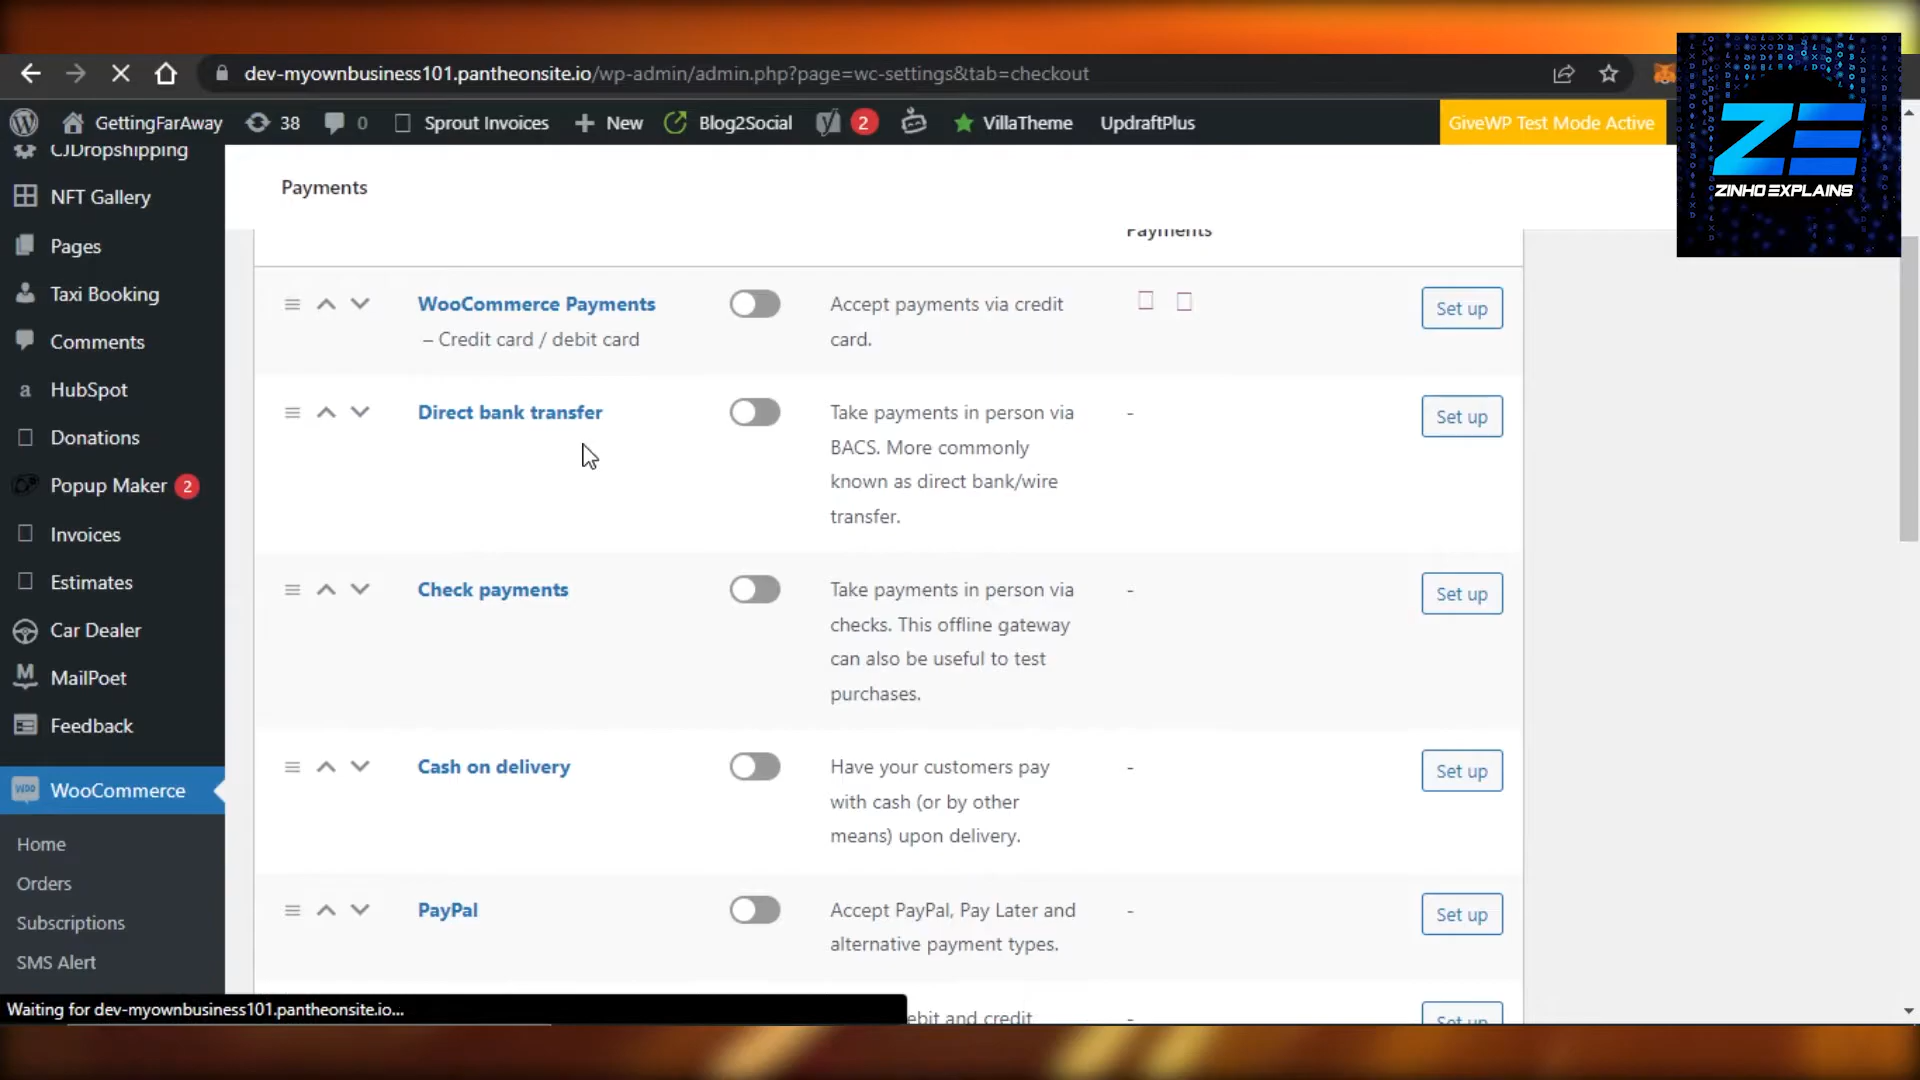 dev-myownbusiness101.pantheonsite.io/wp-admin/admin.php?page=wc-settings&tab=checkout
GettingFarAway 38 0 Sprout Invoices New Blog2Social 2 VillaTheme UpdraftPlus GiveWP Test Mode Active
ZE
ZINHO EXPLAINS
CJDropshipping
NFT Gallery
Pages
Taxi Booking
Comments
a HubSpot
Donations
Popup Maker 2
Invoices
Estimates
Car Dealer
MailPoet
Feedback
WooCommerce
Home
Orders
Subscriptions
SMS Alert
Payments
Payments
WooCommerce Payments
– Credit card / debit card
Accept payments via credit
card.
Set up
Direct bank transfer
Take payments in person via
BACS. More commonly
known as direct bank/wire
transfer.
-
Set up
Check payments
Take payments in person via
checks. This offline gateway
can also be useful to test
purchases.
-
Set up
Cash on delivery
Have your customers pay
with cash (or by other
means) upon delivery.
-
Set up
PayPal
Accept PayPal, Pay Later and
alternative payment types.
-
Set up
ebit and credit
-
Set up
Waiting for dev-myownbusiness101.pantheonsite.io...